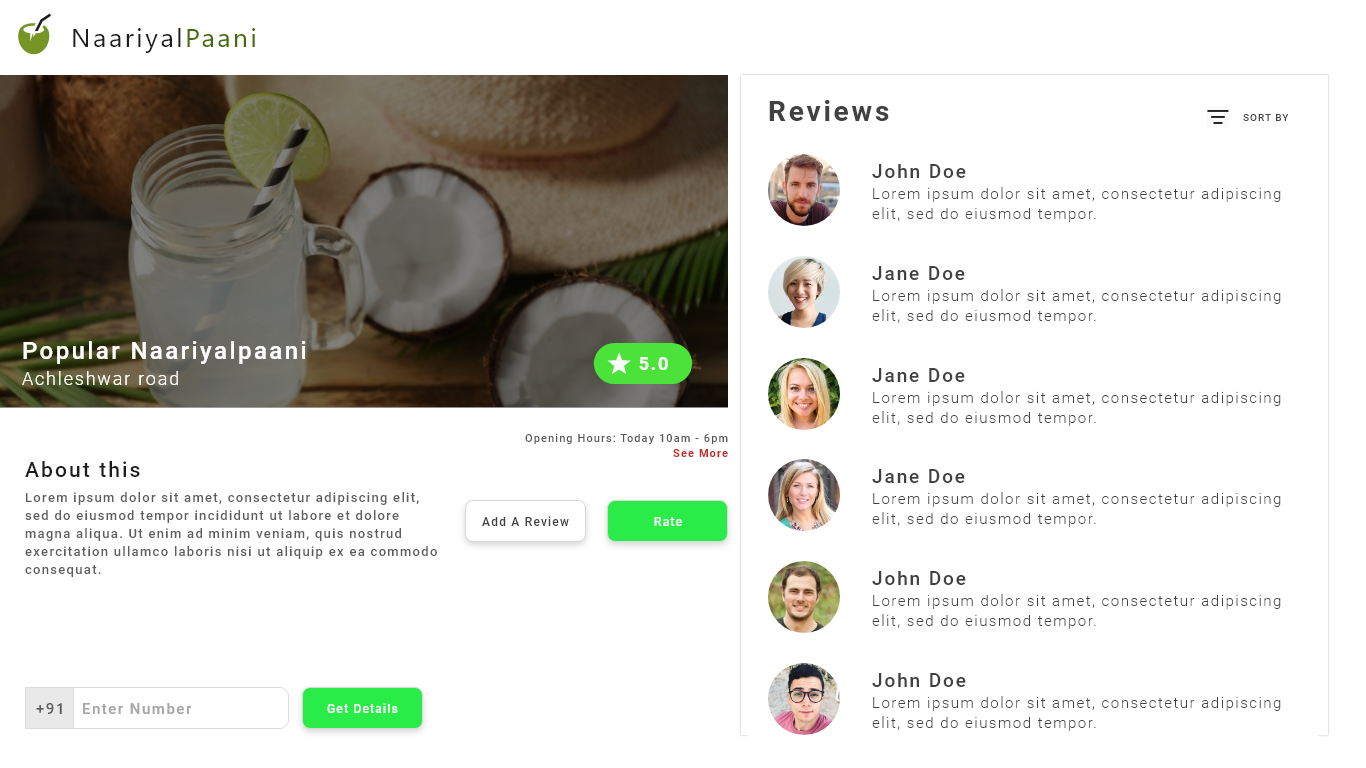 NaariyalPaani
Popular Naariyalpaani
Achleshwar road
5.0
Opening Hours: Today 10am - 6pm
See More
About this
Lorem ipsum dolor sit amet, consectetur adipiscing elit,
sed do eiusmod tempor incididunt ut labore et dolore
magna aliqua. Ut enim ad minim veniam, quis nostrud
exercitation ullamco laboris nisi ut aliquip ex ea commodo
consequat.
Add A Review
Rate
+91
Enter Number
Get Details
Reviews
SORT BY
John Doe
Lorem ipsum dolor sit amet, consectetur adipiscing
elit, sed do eiusmod tempor.
Jane Doe
Lorem ipsum dolor sit amet, consectetur adipiscing
elit, sed do eiusmod tempor.
Jane Doe
Lorem ipsum dolor sit amet, consectetur adipiscing
elit, sed do eiusmod tempor.
Jane Doe
Lorem ipsum dolor sit amet, consectetur adipiscing
elit, sed do eiusmod tempor.
John Doe
Lorem ipsum dolor sit amet, consectetur adipiscing
elit, sed do eiusmod tempor.
John Doe
Lorem ipsum dolor sit amet, consectetur adipiscing
elit, sed do eiusmod tempor.